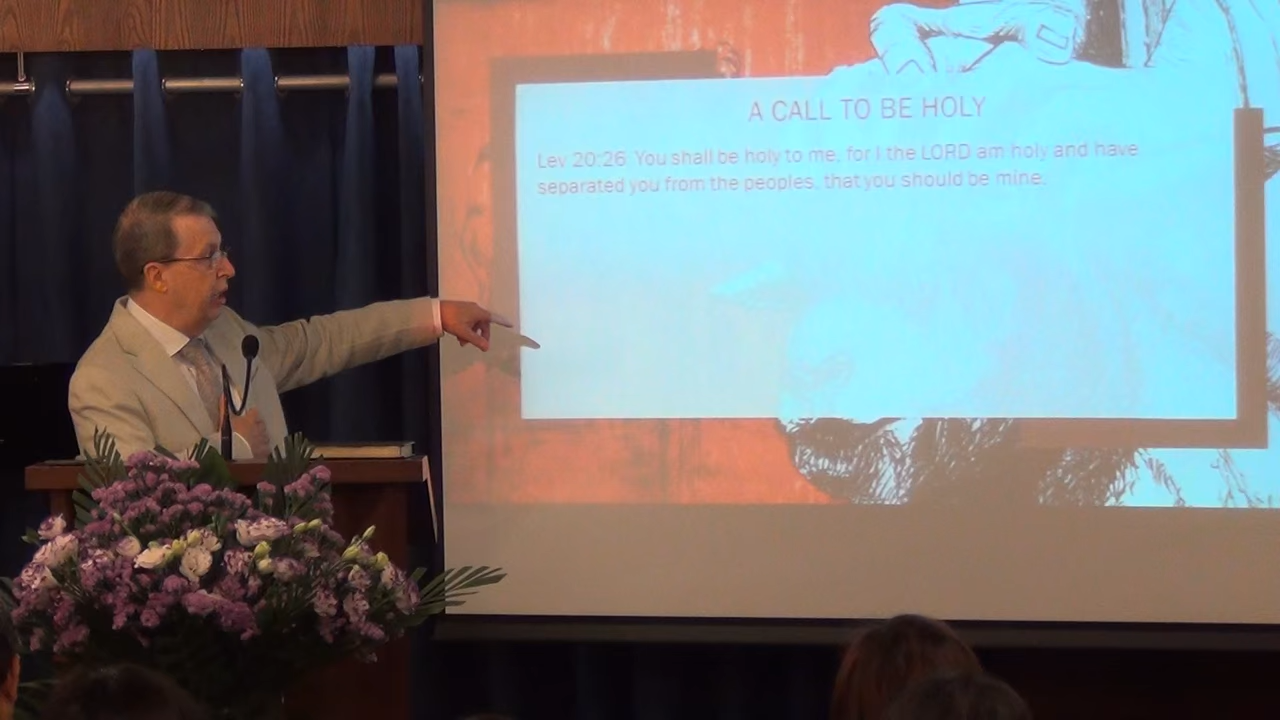 A CALL TO BE HOLY
Lev 20:26 You shall be holy to me, for I the LORD am holy and have
separated you from the peoples, that you should be mine.